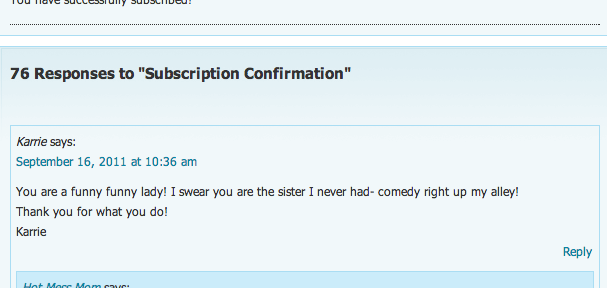 You have successfully subscribed!
76 Responses to "Subscription Confirmation"
Karrie says:
September 16, 2011 at 10:36 am
You are a funny funny lady! I swear you are the sister I never had- comedy right up my alley!
Thank you for what you do!
Karrie
Reply
Hot Mess Mom says: